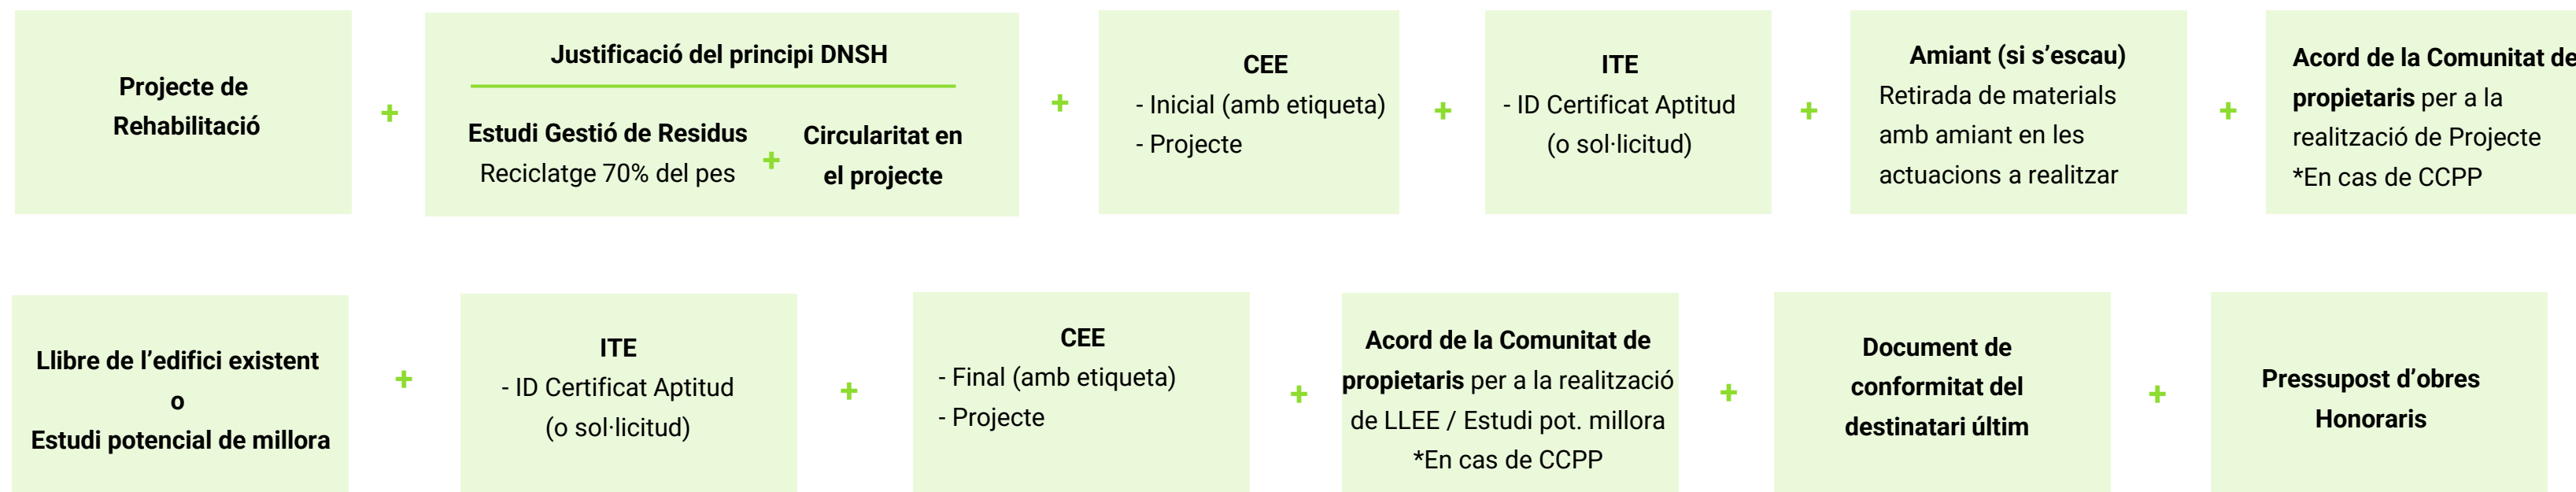 Projecte de
Rehabilitació
+
Justificació del principi DNSH
Estudi Gestió de Residus
Reciclatge 70% del pes
+
Circularitat en
el projecte
+
CEE
- Inicial (amb etiqueta)
- Projecte
+
ITE
- ID Certificat Aptitud
(o sol·licitud)
+
Amiant (si s’escau)
Retirada de materials
amb amiant en les
actuacions a realitzar
+
Acord de la Comunitat de
propietaris per a la
realització de Projecte
*En cas de CCPP
Llibre de l’edifici existent
o
Estudi potencial de millora
+
ITE
- ID Certificat Aptitud
(o sol·licitud)
+
CEE
- Final (amb etiqueta)
- Projecte
+
Acord de la Comunitat de
propietaris per a la realització
de LLEE / Estudi pot. millora
*En cas de CCPP
+
Document de
conformitat del
destinatari últim
+
Pressupost d’obres
Honoraris